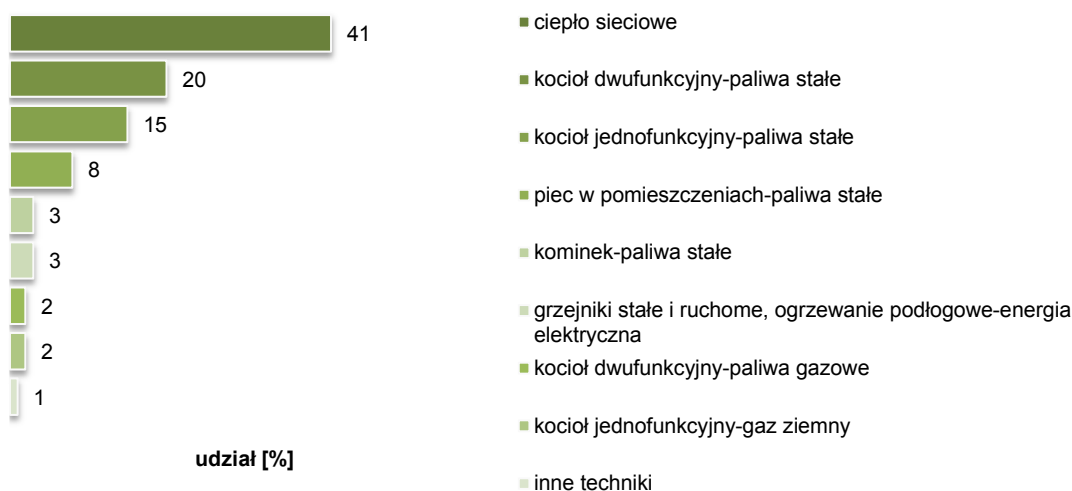 41
20
15
8
3
3
2
2
1
udział [%]
ciepło sieciowe
kocioł dwufunkcyjny-paliwa stałe
kocioł jednofunkcyjny-paliwa stałe
piec w pomieszczeniach-paliwa stałe
kominek-paliwa stałe
grzejniki stałe i ruchome, ogrzewanie podłogowe-energia
elektryczna
kocioł dwufunkcyjny-paliwa gazowe
kocioł jednofunkcyjny-gaz ziemny
inne techniki